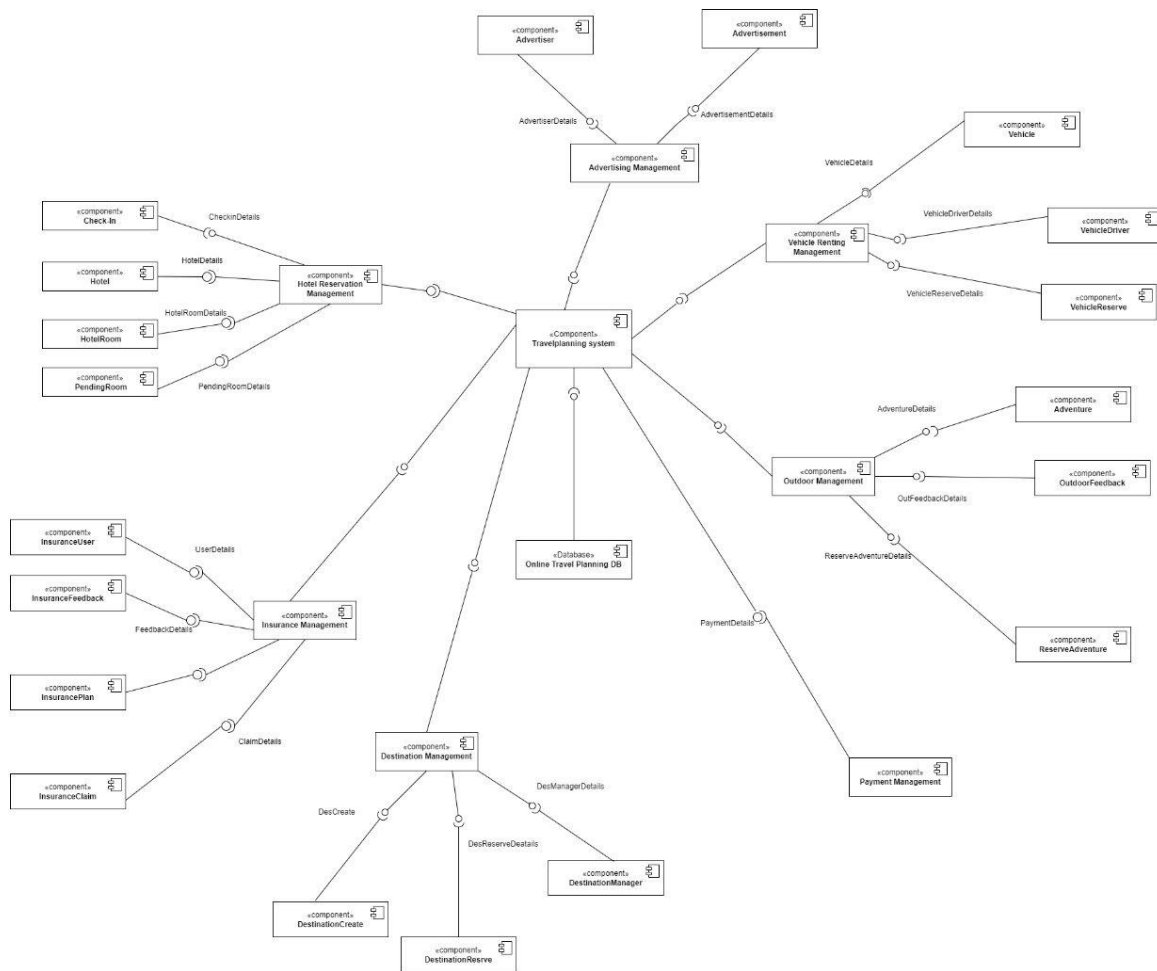 «component»
Advertiser
«component»
Advertisement
AdvertiserDetails
AdvertisementDetails
«component»
Advertising Management
«component»
Vehicle
VehicleDetails
«component»
Check-In
CheckinDetails
VehicleDriverDetails
«component»
VehicleDriver
«component»
Vehicle Renting
Management
«component»
Hotel
HotelDetails
«component»
Hotel Reservation
Management
VehicleReserveDetails
«component»
VehicleReserve
HotelRoomDetails
«component»
HotelRoom
«Component»
Travelplanning system
«component»
PendingRoom
PendingRoomDetails
AdventureDetails
«component»
Adventure
«component»
Outdoor Management
«component»
OutdoorFeedback
OutFeedbackDetails
«component»
InsuranceUser
UserDetails
«Database»
Online Travel Planning DB
ReserveAdventureDetails
«component»
InsuranceFeedback
FeedbackDetails
«component»
Insurance Management
PaymentDetails
«component»
ReserveAdventure
«component»
InsurancePlan
ClaimDetails
«component»
InsuranceClaim
«component»
Destination Management
«component»
Payment Management
DesManagerDetails
DesCreate
DesReserveDeatails
«component»
DestinationManager
«component»
DestinationCreate
«component»
DestinationResrve